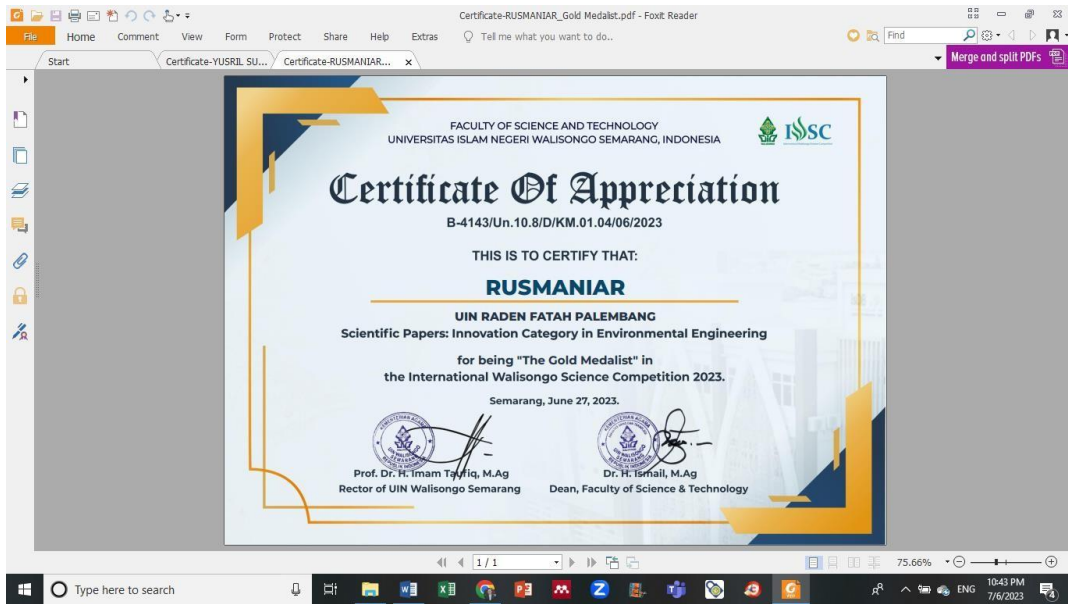 Certificate-RUSMANIAR_Gold Medalist.pdf - Foxit Reader
File Home Comment View Form Protect Share Help Extras Tell me what you want to do.. Find
Start Certificate-YUSRIL SU... Certificate-RUSMANIAR... Merge and split PDFs
FACULTY OF SCIENCE AND TECHNOLOGY
UNIVERSITAS ISLAM NEGERI WALISONGO SEMARANG, INDONESIA
Certificate Of Appreciation
B-4143/Un.10.8/D/KM.01.04/06/2023
THIS IS TO CERTIFY THAT:
RUSMANIAR
UIN RADEN FATAH PALEMBANG
Scientific Papers: Innovation Category in Environmental Engineering
for being "The Gold Medalist" in
the International Walisongo Science Competition 2023.
Semarang, June 27, 2023.
Prof. Dr. H. Imam Taufiq, M.Ag
Rector of UIN Walisongo Semarang
Dr. H. Ismail, M.Ag
Dean, Faculty of Science & Technology
1 / 1
75.66%
Type here to search
ENG
10:43 PM
7/6/2023